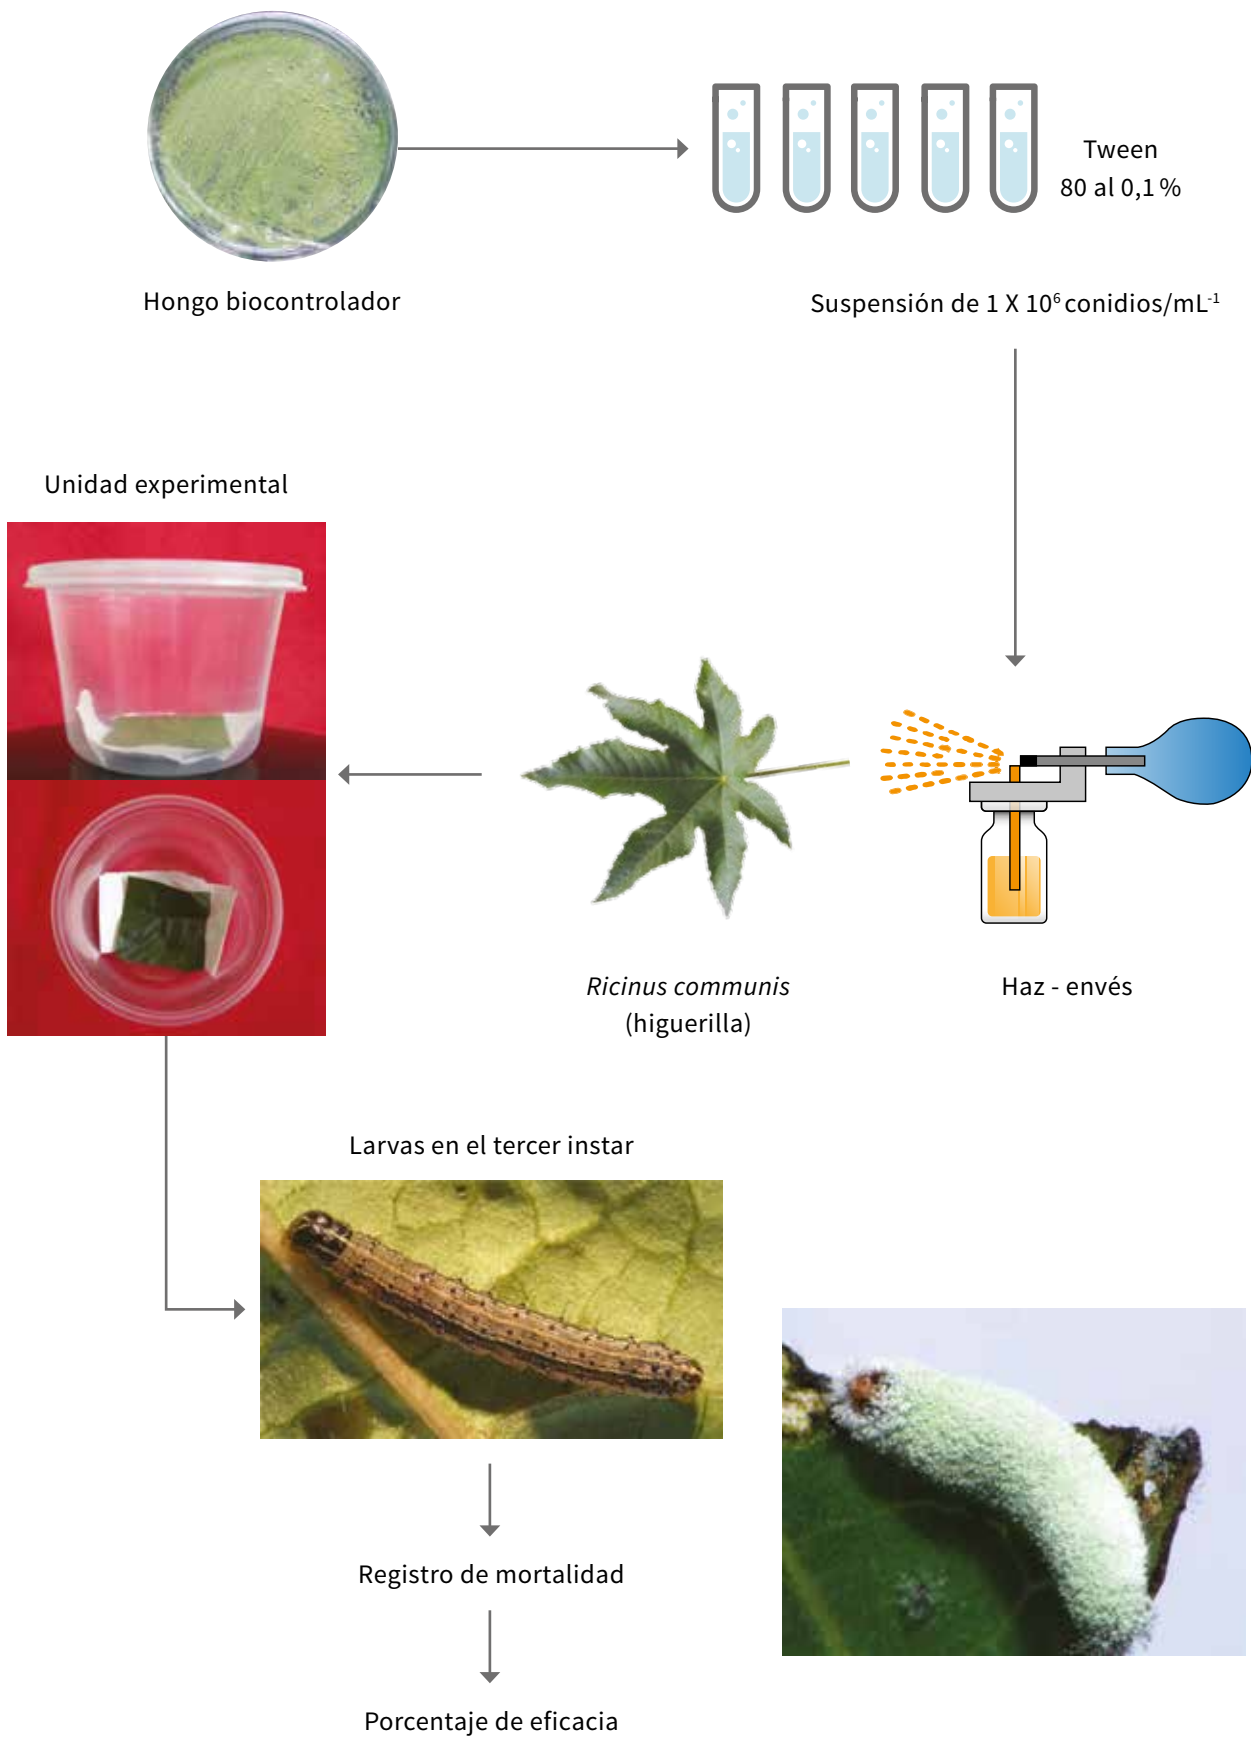 Tween
80 al 0,1 %
Hongo biocontrolador
Suspensión de 1 X 10⁶ conidios/mL⁻¹
Unidad experimental
Ricinus communis
(higuerilla)
Haz - envés
Larvas en el tercer instar
Registro de mortalidad
Porcentaje de eficacia